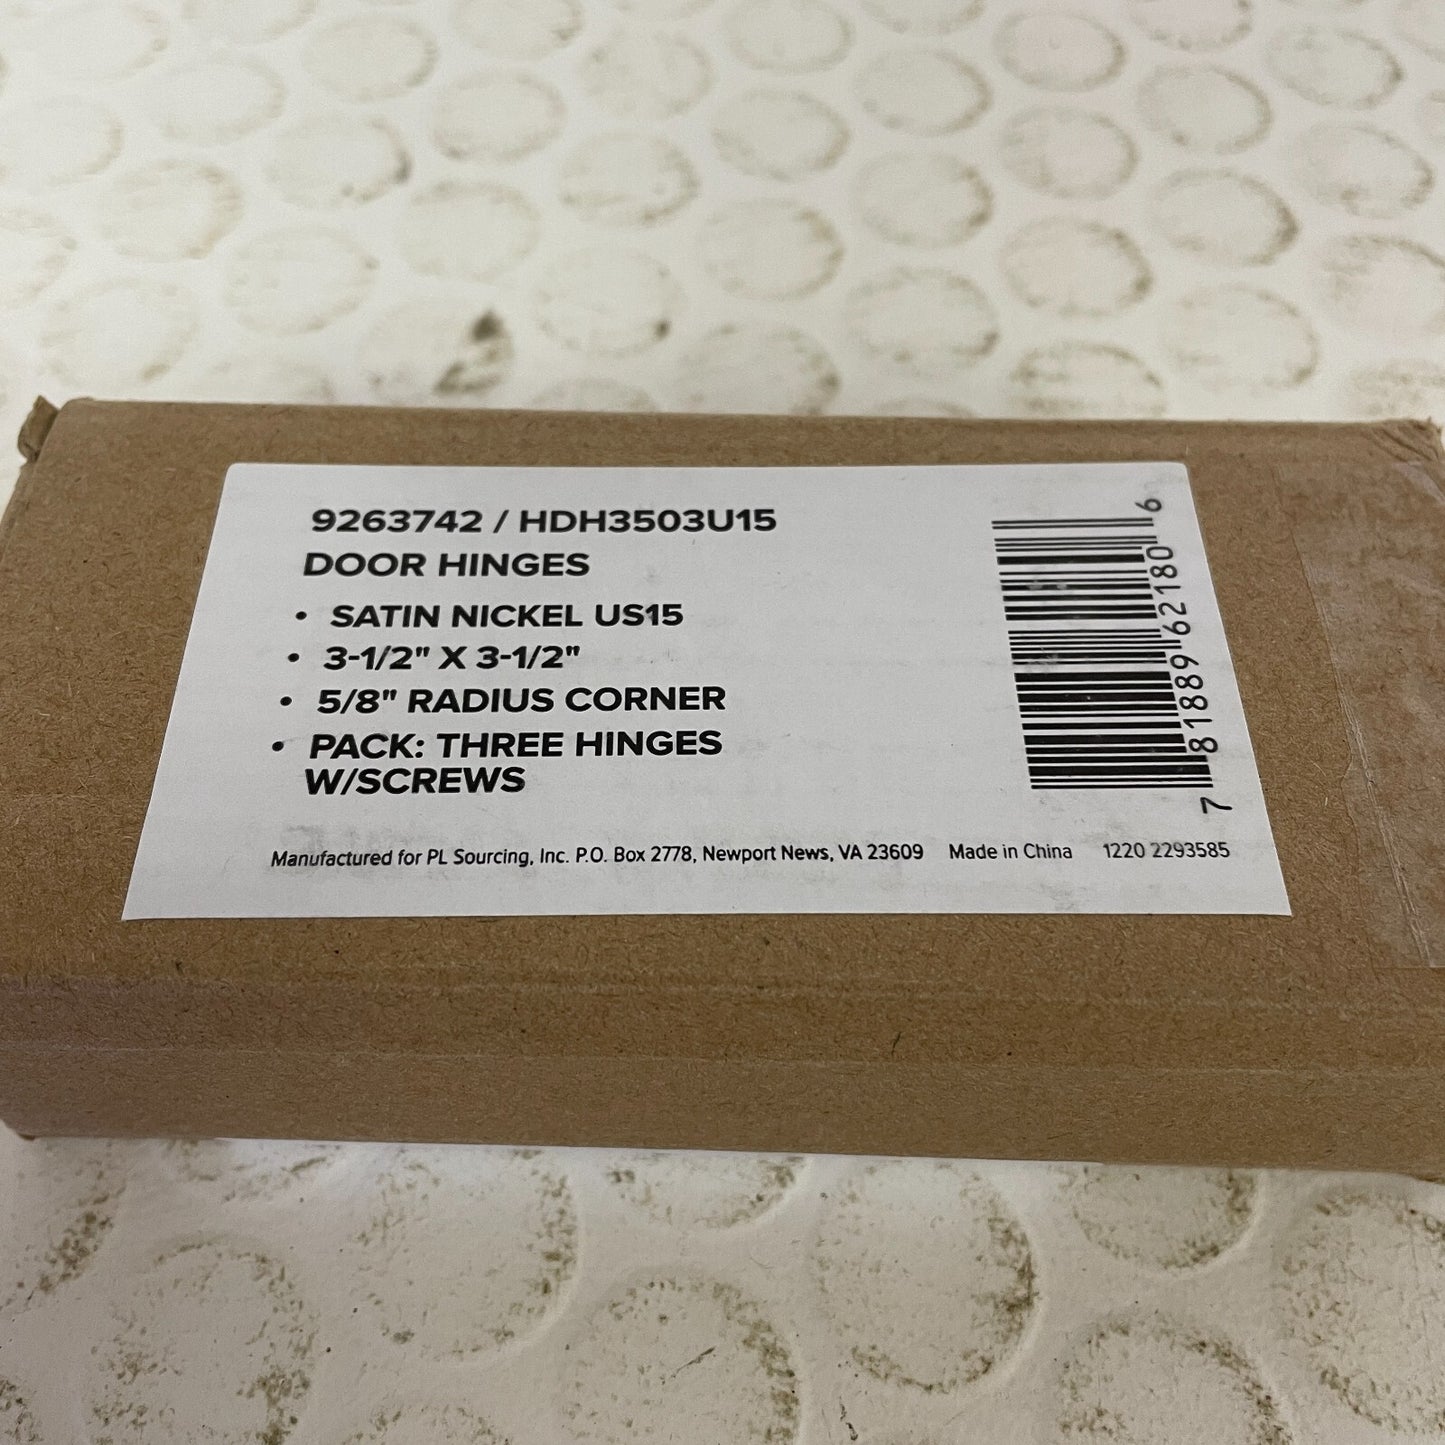 9263742 / HDH3503U15
DOOR HINGES
• SATIN NICKEL US15
• 3-1/2" X 3-1/2"
• 5/8" RADIUS CORNER
• PACK: THREE HINGES
W/SCREWS
7 81889 62180 6
Manufactured for PL Sourcing, Inc. P.O. Box 2778, Newport News, VA 23609 Made in China 1220 2293585